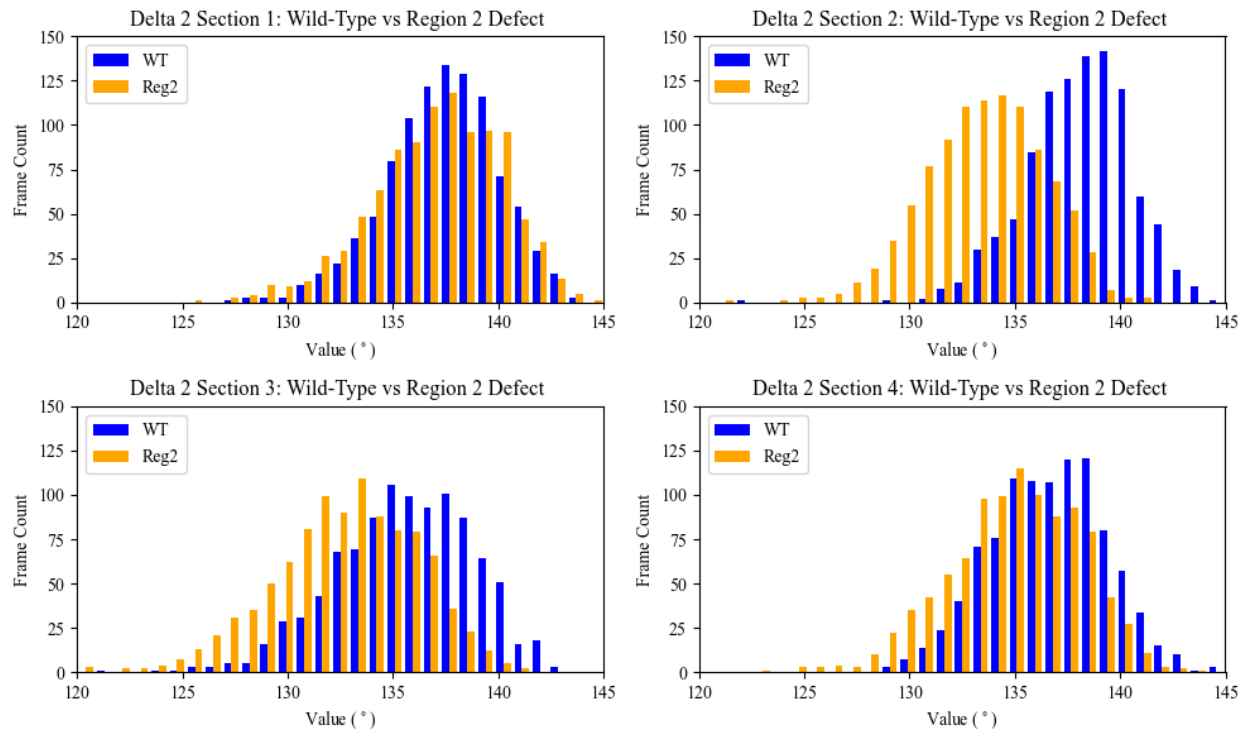 Delta 2 Section 1: Wild-Type vs Region 2 Defect
150
125
100
75
50
25
0
Frame Count
WT
Reg2
120 125 130 135 140 145
Value (°)
Delta 2 Section 2: Wild-Type vs Region 2 Defect
150
125
100
75
50
25
0
Frame Count
WT
Reg2
120 125 130 135 140 145
Value (°)
Delta 2 Section 3: Wild-Type vs Region 2 Defect
150
125
100
75
50
25
0
Frame Count
WT
Reg2
120 125 130 135 140 145
Value (°)
Delta 2 Section 4: Wild-Type vs Region 2 Defect
150
125
100
75
50
25
0
Frame Count
WT
Reg2
120 125 130 135 140 145
Value (°)